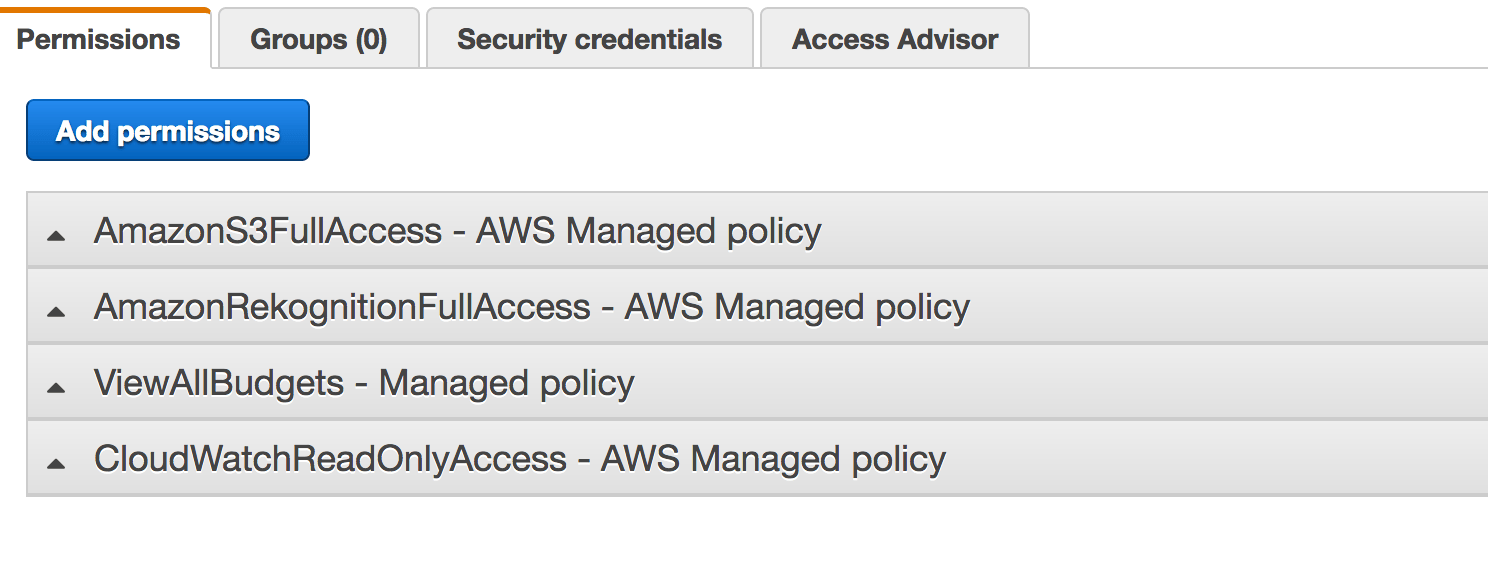 Permissions Groups (0) Security credentials Access Advisor
Add permissions
AmazonS3FullAccess - AWS Managed policy
AmazonRekognitionFullAccess - AWS Managed policy
ViewAllBudgets - Managed policy
CloudWatchReadOnlyAccess - AWS Managed policy